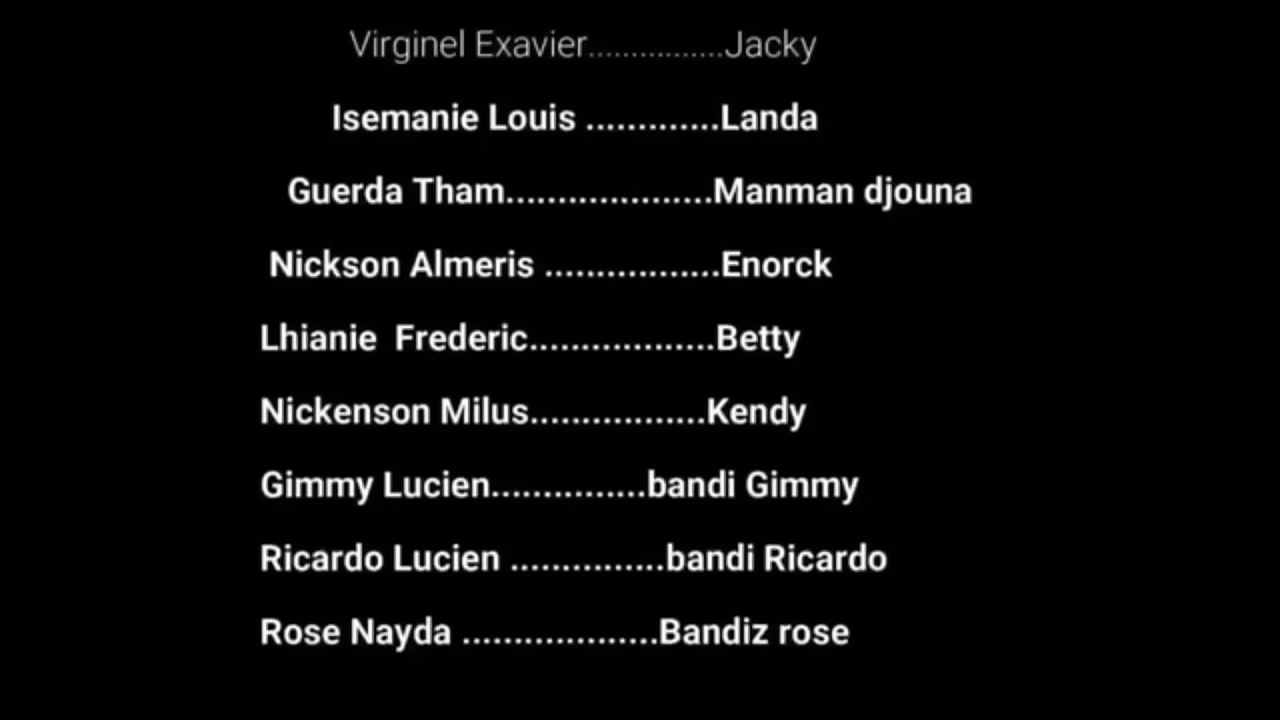 Virginel Exavier................Jacky
Isemanie Louis .............Landa
Guerda Tham....................Manman djouna
Nickson Almeris .................Enorck
Lhianie  Frederic..................Betty
Nickenson Milus.................Kendy
Gimmy Lucien...............bandi Gimmy
Ricardo Lucien ...............bandi Ricardo
Rose Nayda ...................Bandiz rose